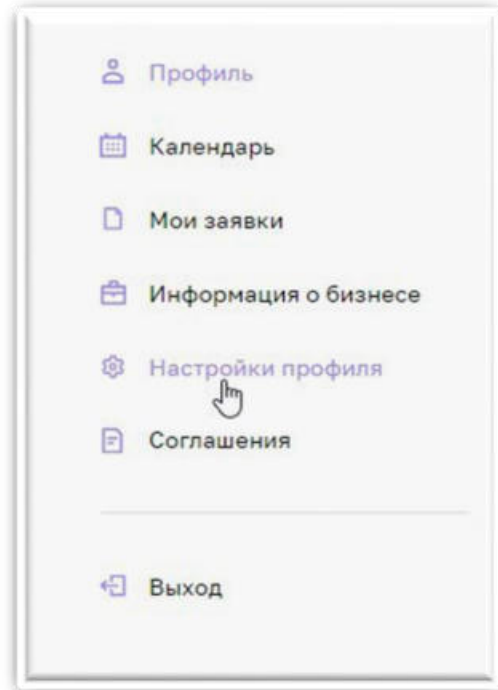 Профиль
Календарь
Мои заявки
Информация о бизнесе
Настройки профиля
Соглашения
Выход